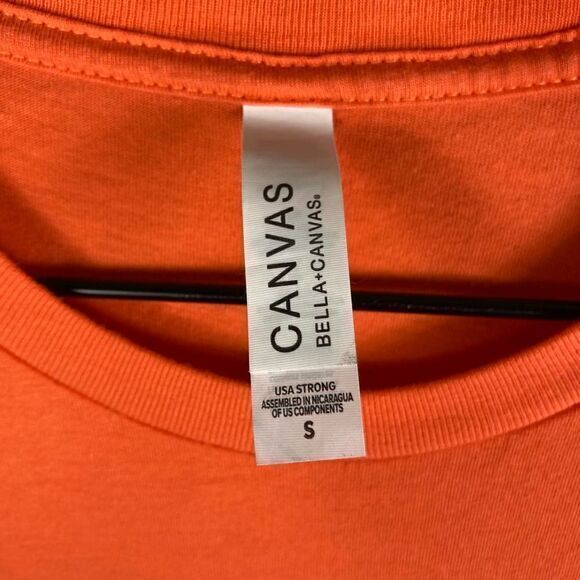 CANVAS
BELLA+CANVAS®
USA STRONG
ASSEMBLED IN NICARAGUA
OF US COMPONENTS
S